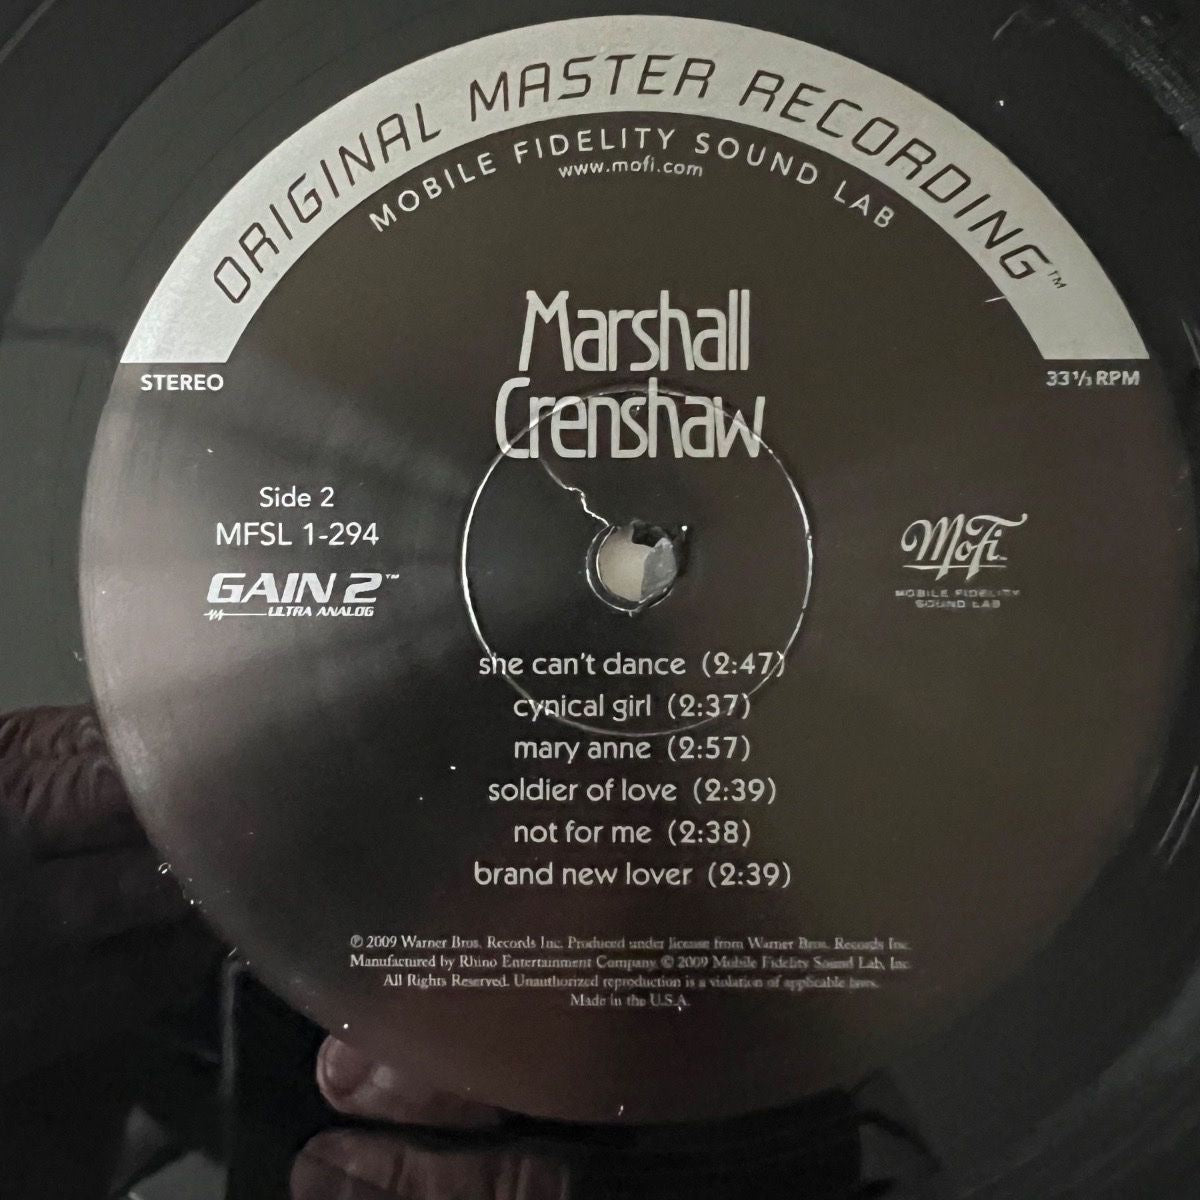 ORIGINAL MASTER RECORDING™
MOBILE FIDELITY SOUND LAB
www.mofi.com
Marshall
Crenshaw
STEREO
33 1/3 RPM
Side 2
MFSL 1-294
GAIN 2™
ULTRA ANALOG
MoFi
MOBILE FIDELITY
SOUND LAB
she can't dance (2:47)
cynical girl (2:37)
mary anne (2:57)
soldier of love (2:39)
not for me (2:38)
brand new lover (2:39)
℗ 2009 Warner Bros. Records Inc. Produced under license from Warner Bros. Records Inc.
Manufactured by Rhino Entertainment Company. © 2009 Mobile Fidelity Sound Lab, Inc.
All Rights Reserved. Unauthorized reproduction is a violation of applicable laws.
Made in the U.S.A.